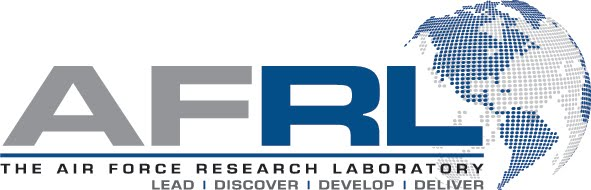 AFRL
THE AIR FORCE RESEARCH LABORATORY
LEAD | DISCOVER | DEVELOP | DELIVER